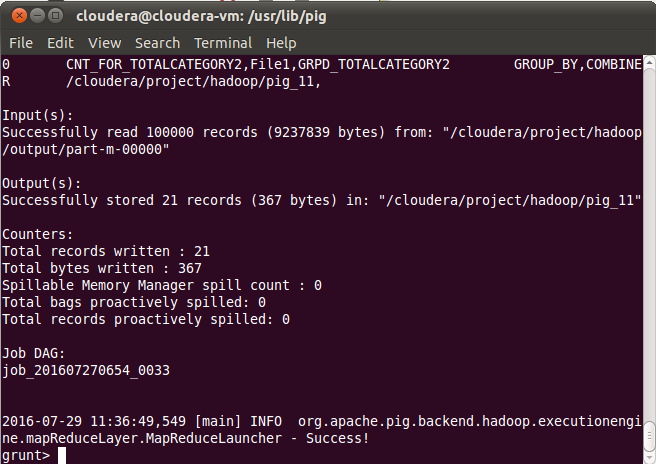 cloudera@cloudera-vm: /usr/lib/pig
File Edit View Search Terminal Help
0 CNT_FOR_TOTALCATEGORY2,File1,GRPD_TOTALCATEGORY2 GROUP_BY,COMBINE
R /cloudera/project/hadoop/pig_11,
Input(s):
Successfully read 100000 records (9237839 bytes) from: "/cloudera/project/hadoop
/output/part-m-00000"
Output(s):
Successfully stored 21 records (367 bytes) in: "/cloudera/project/hadoop/pig_11"
Counters:
Total records written : 21
Total bytes written : 367
Spillable Memory Manager spill count : 0
Total bags proactively spilled: 0
Total records proactively spilled: 0
Job DAG:
job_201607270654_0033
2016-07-29 11:36:49,549 [main] INFO org.apache.pig.backend.hadoop.executionengi
ne.mapReduceLayer.MapReduceLauncher - Success!
grunt>